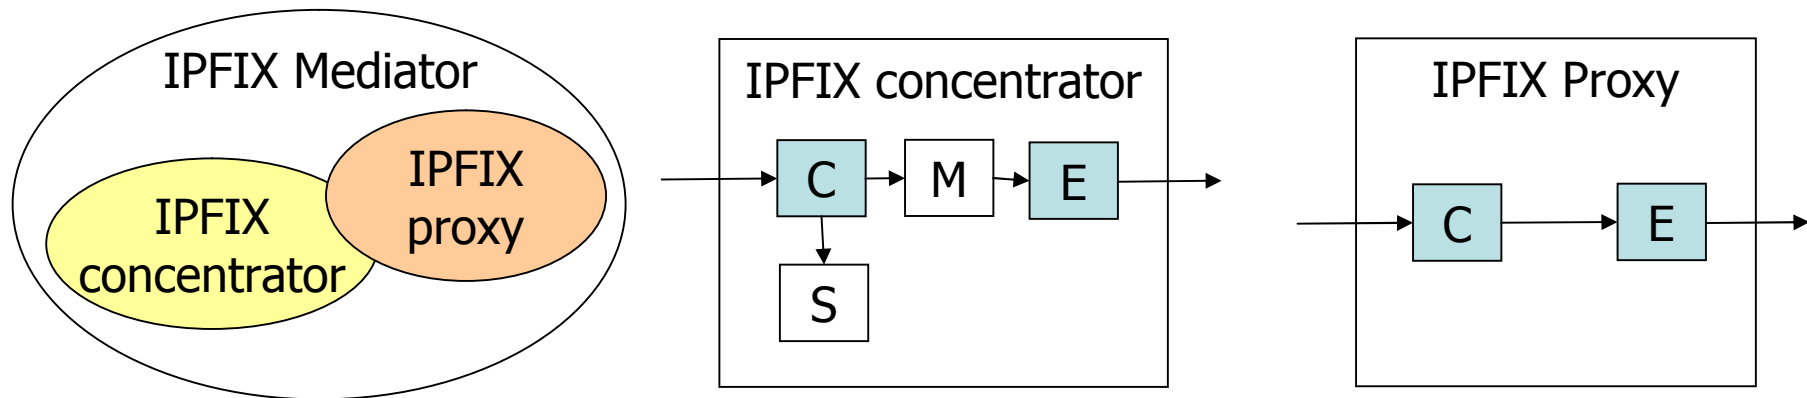 IPFIX Mediator
IPFIX
proxy
IPFIX
concentrator
IPFIX concentrator
C
M
E
S
IPFIX Proxy
C
E